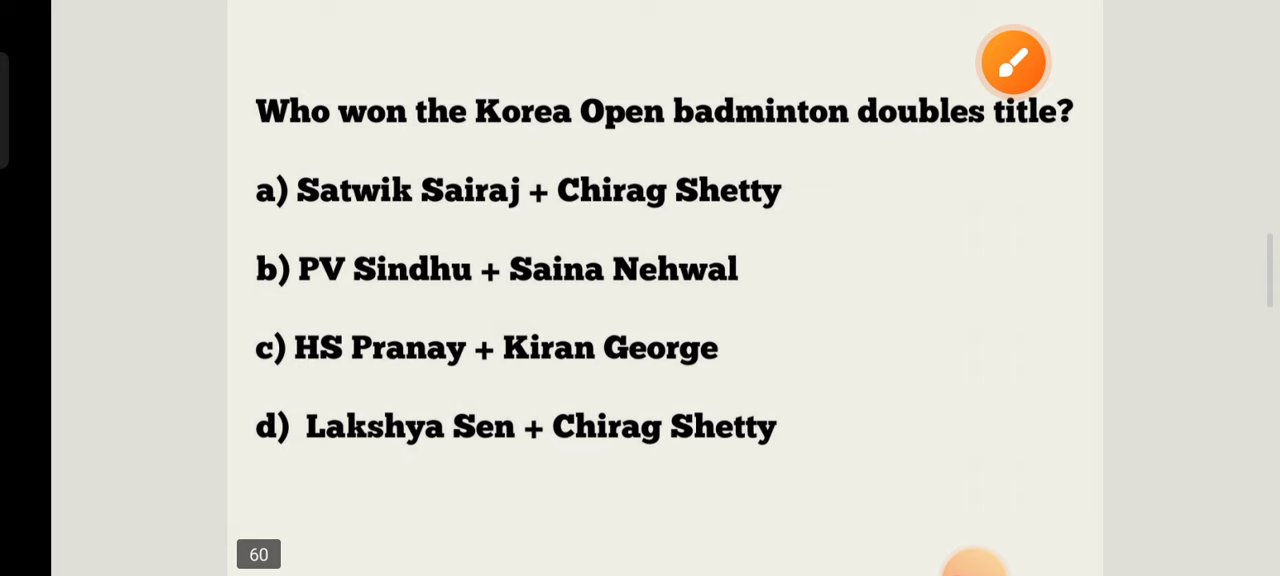 Who won the Korea Open badminton doubles title?
a) Satwik Sairaj + Chirag Shetty
b) PV Sindhu + Saina Nehwal
c) HS Pranay + Kiran George
d) Lakshya Sen + Chirag Shetty
60